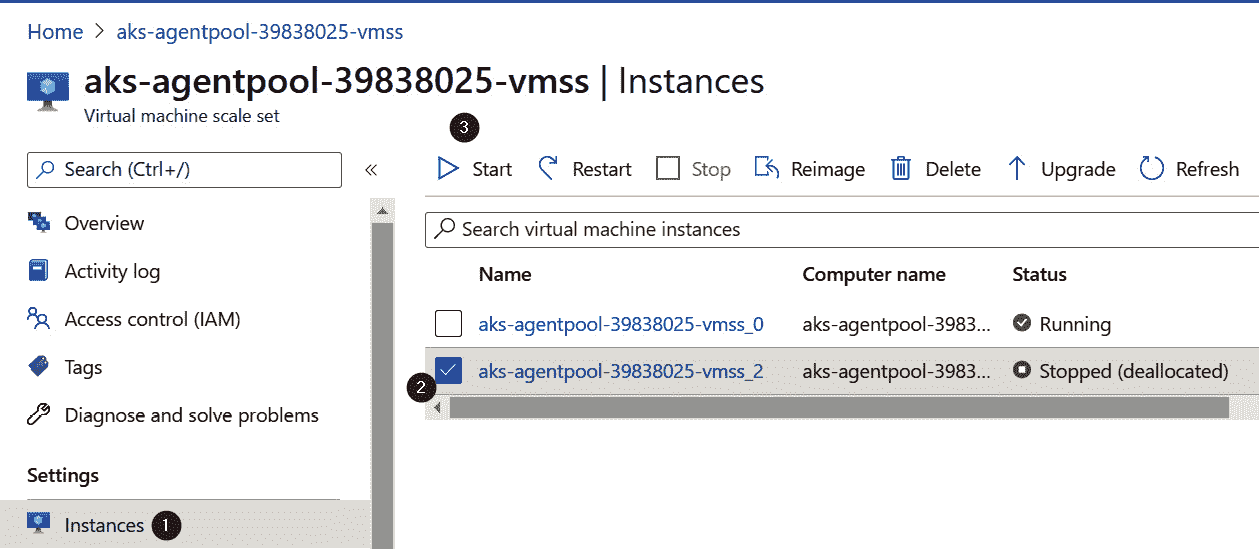 Home > aks-agentpool-39838025-vmss
aks-agentpool-39838025-vmss | Instances
Virtual machine scale set
3
Search (Ctrl+/) «
Start Restart Stop Reimage Delete Upgrade Refresh
Search virtual machine instances
Overview
Activity log
Access control (IAM)
Tags
Diagnose and solve problems
Settings
Instances 1
Name Computer name Status
aks-agentpool-39838025-vmss_0 aks-agentpool-3983... Running
2 aks-agentpool-39838025-vmss_2 aks-agentpool-3983... Stopped (deallocated)